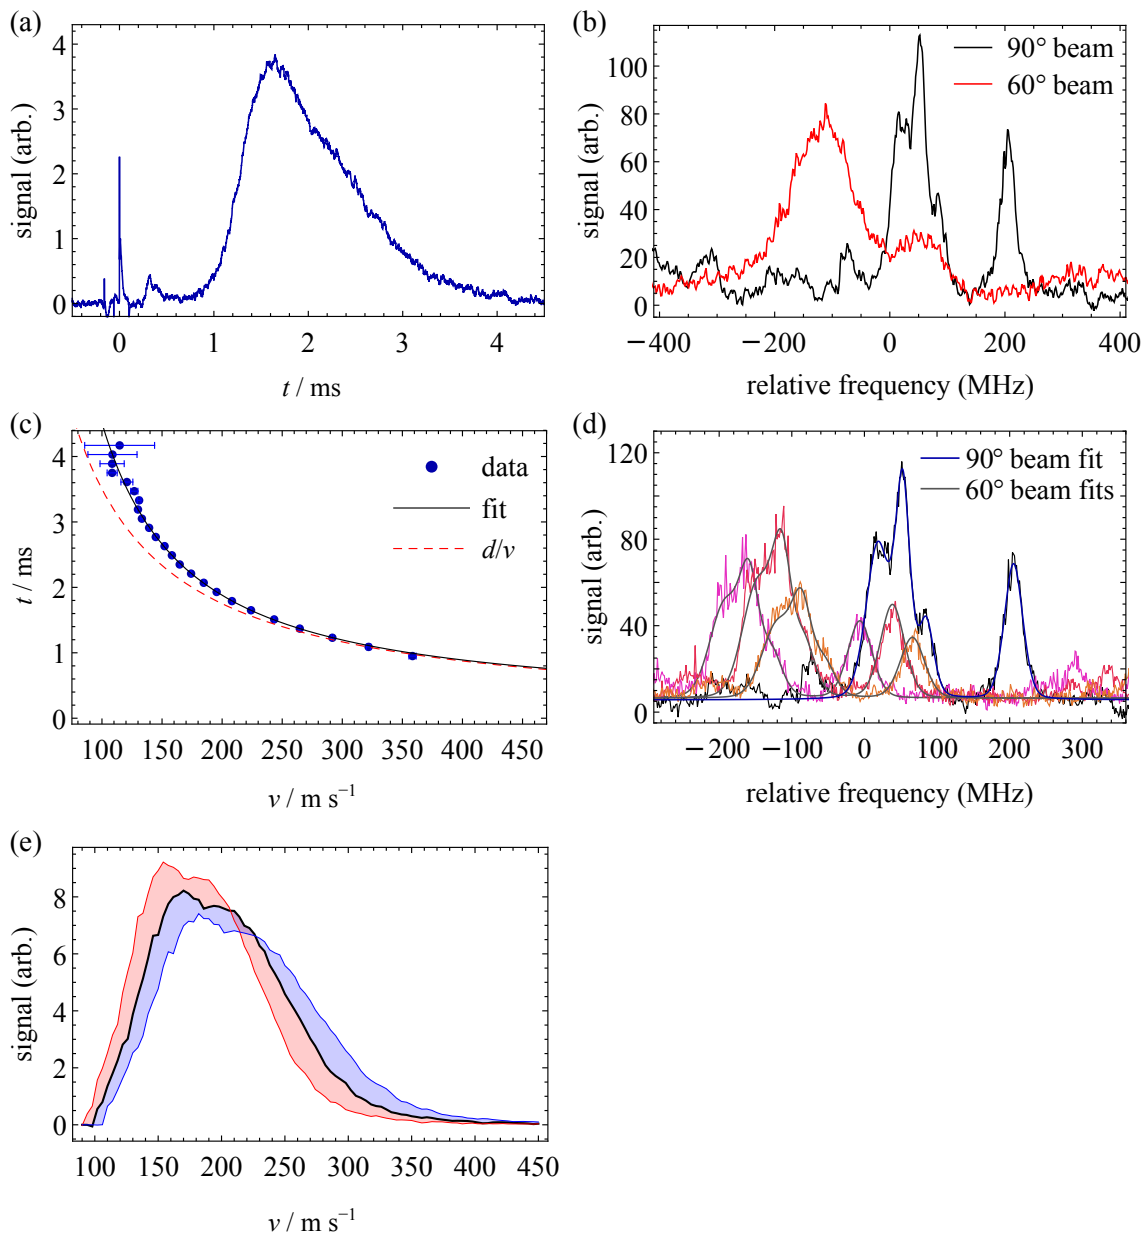 (a)
signal (arb.)
4
3
2
1
0
0 1 2 3 4
t / ms
(b)
signal (arb.)
100
80
60
40
20
0
90° beam
60° beam
−400 −200 0 200 400
relative frequency (MHz)
(c)
t / ms
4
3
2
1
0
data
fit
d/v
100 150 200 250 300 350 400 450
v / m s⁻¹
(d)
signal (arb.)
120
80
40
0
90° beam fit
60° beam fits
−200 −100 0 100 200 300
relative frequency (MHz)
(e)
signal (arb.)
8
6
4
2
0
100 150 200 250 300 350 400 450
v / m s⁻¹